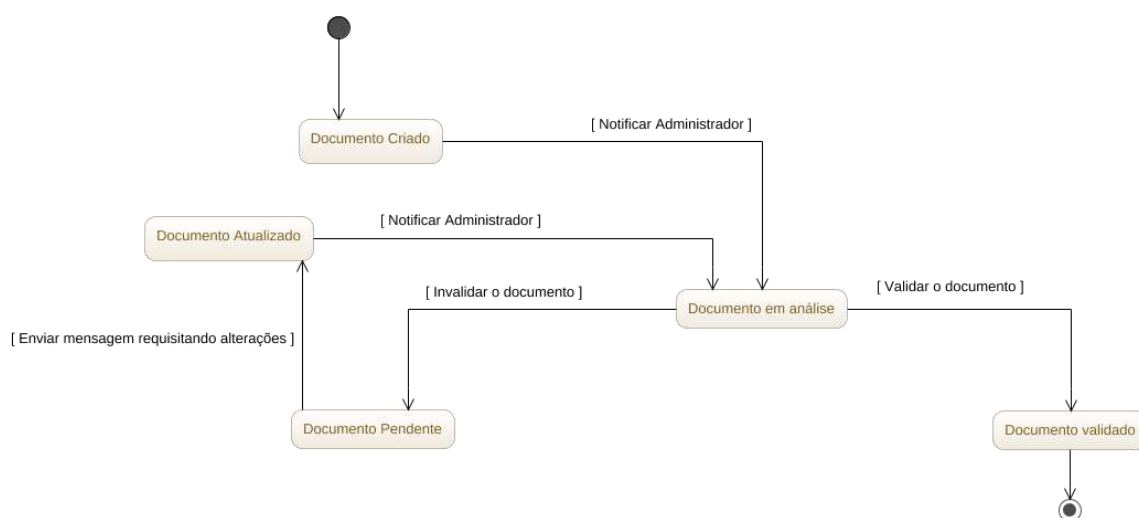 [ Notificar Administrador ]
Documento Criado
[ Notificar Administrador ]
Documento Atualizado
[ Invalidar o documento ]
[ Validar o documento ]
Documento em análise
[ Enviar mensagem requisitando alterações ]
Documento Pendente
Documento validado